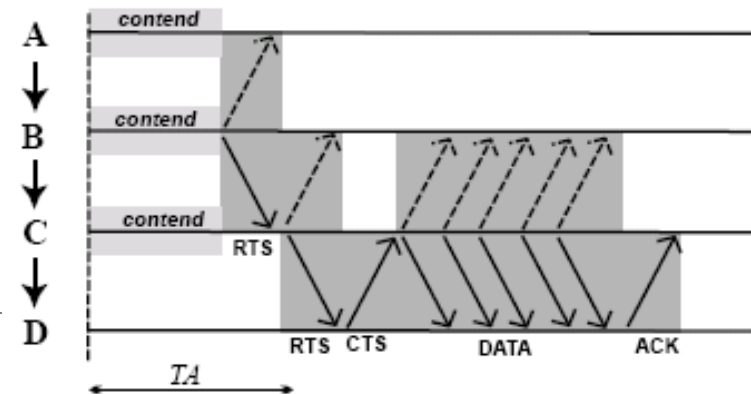 contend
A
contend
B
contend
C
RTS
D
RTS CTS DATA ACK
TA